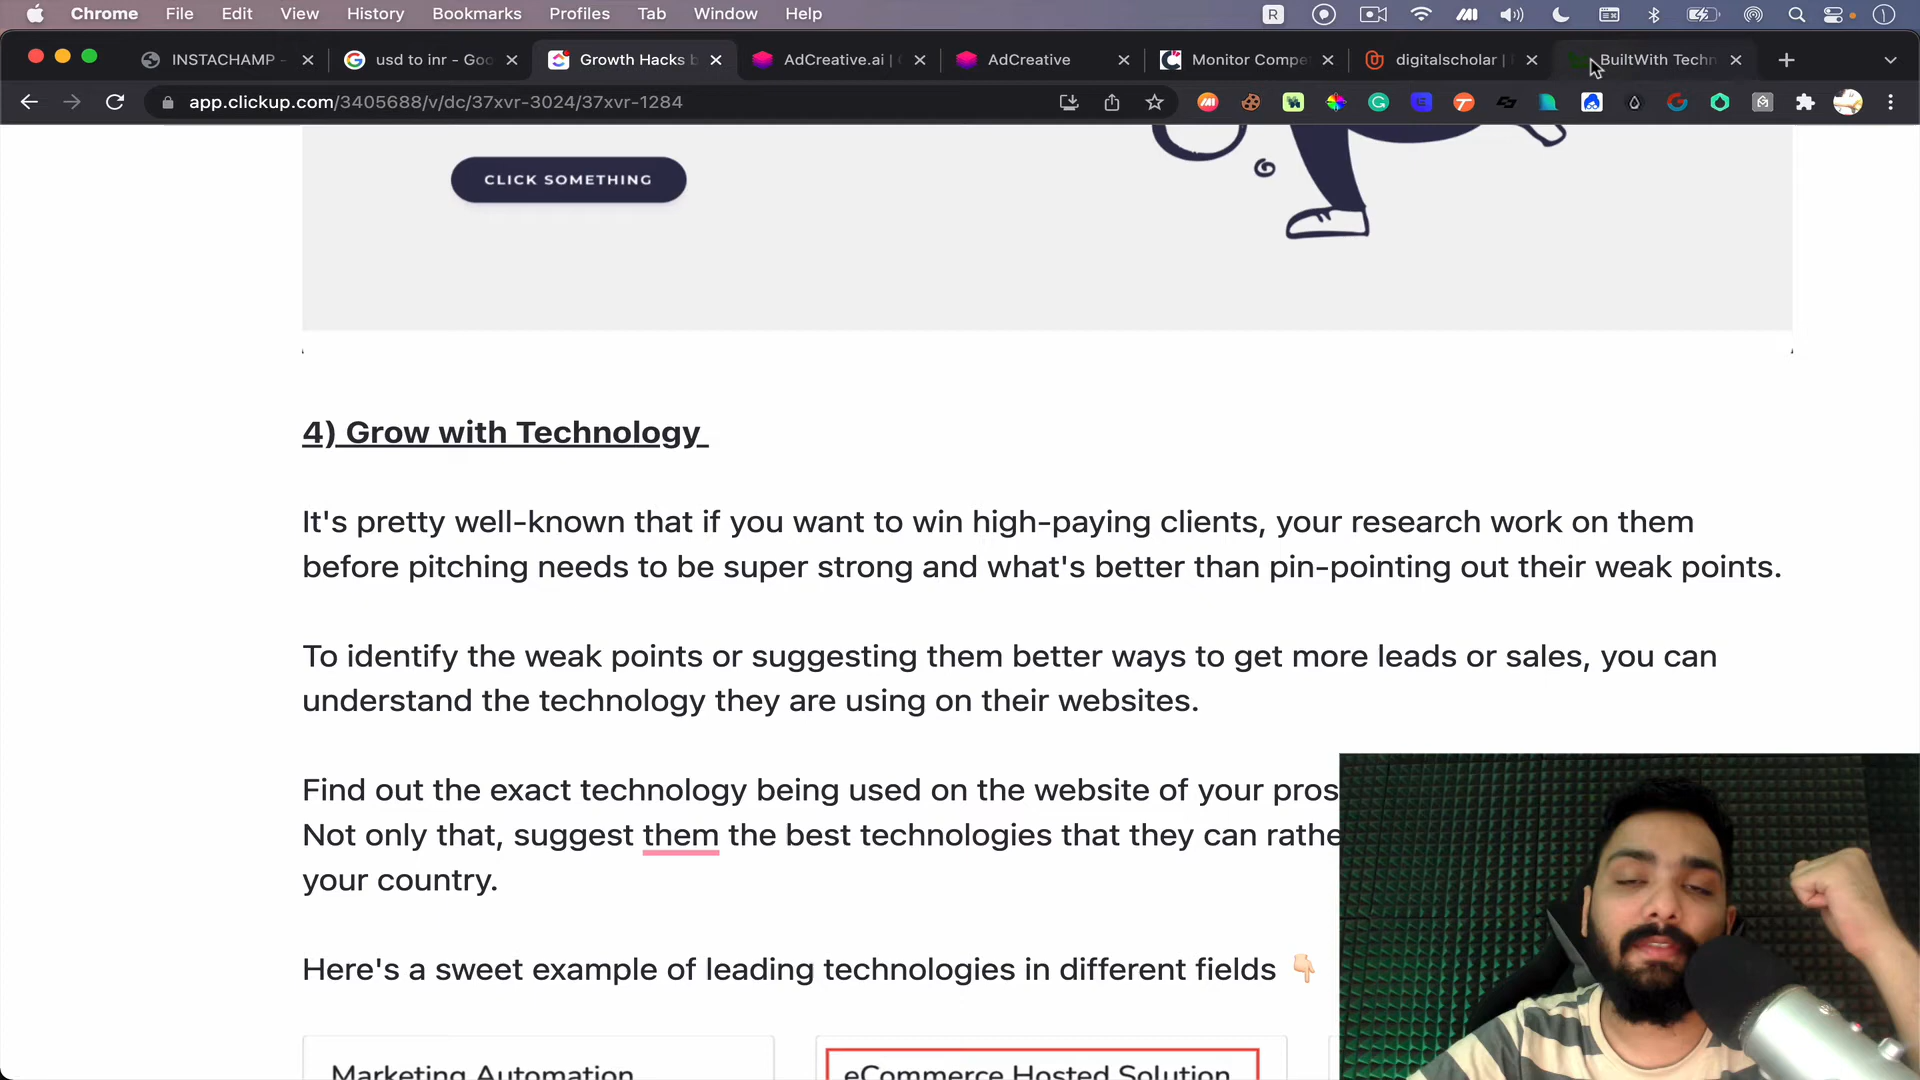 Chrome File Edit View History Bookmarks Profiles Tab Window Help
INSTACHAMP - usd to inr - Goo Growth Hacks b AdCreative.ai | AdCreative Monitor Compe digitalscholar | BuiltWith Techn
app.clickup.com/3405688/v/dc/37xvr-3024/37xvr-1284
CLICK SOMETHING
4) Grow with Technology
It's pretty well-known that if you want to win high-paying clients, your research work on them
before pitching needs to be super strong and what's better than pin-pointing out their weak points.
To identify the weak points or suggesting them better ways to get more leads or sales, you can
understand the technology they are using on their websites.
Find out the exact technology being used on the website of your pros
Not only that, suggest them the best technologies that they can rathe
your country.
Here's a sweet example of leading technologies in different fields
Marketing Automation
eCommerce Hosted Solution